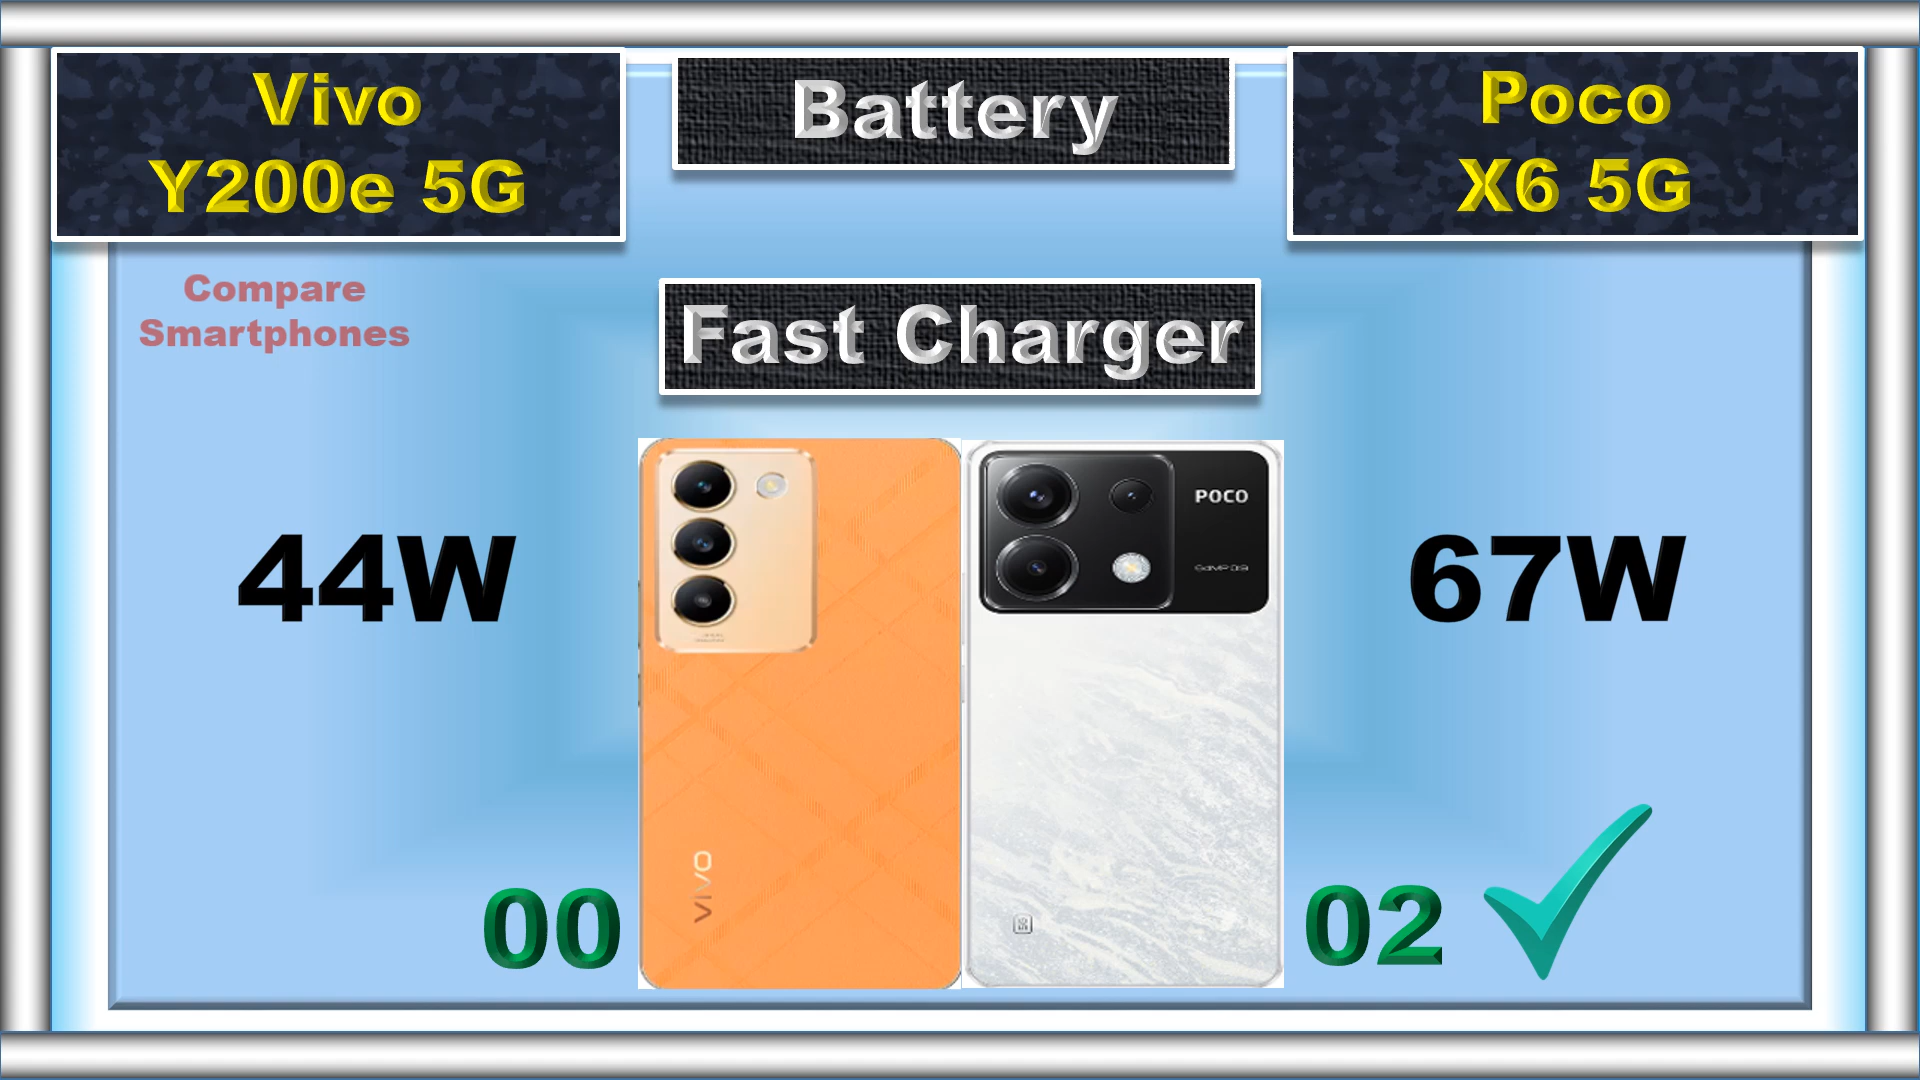 Vivo
Y200e 5G
Battery
Poco
X6 5G
Compare
Smartphones
Fast Charger
44W
67W
POCO
vivo
00
02